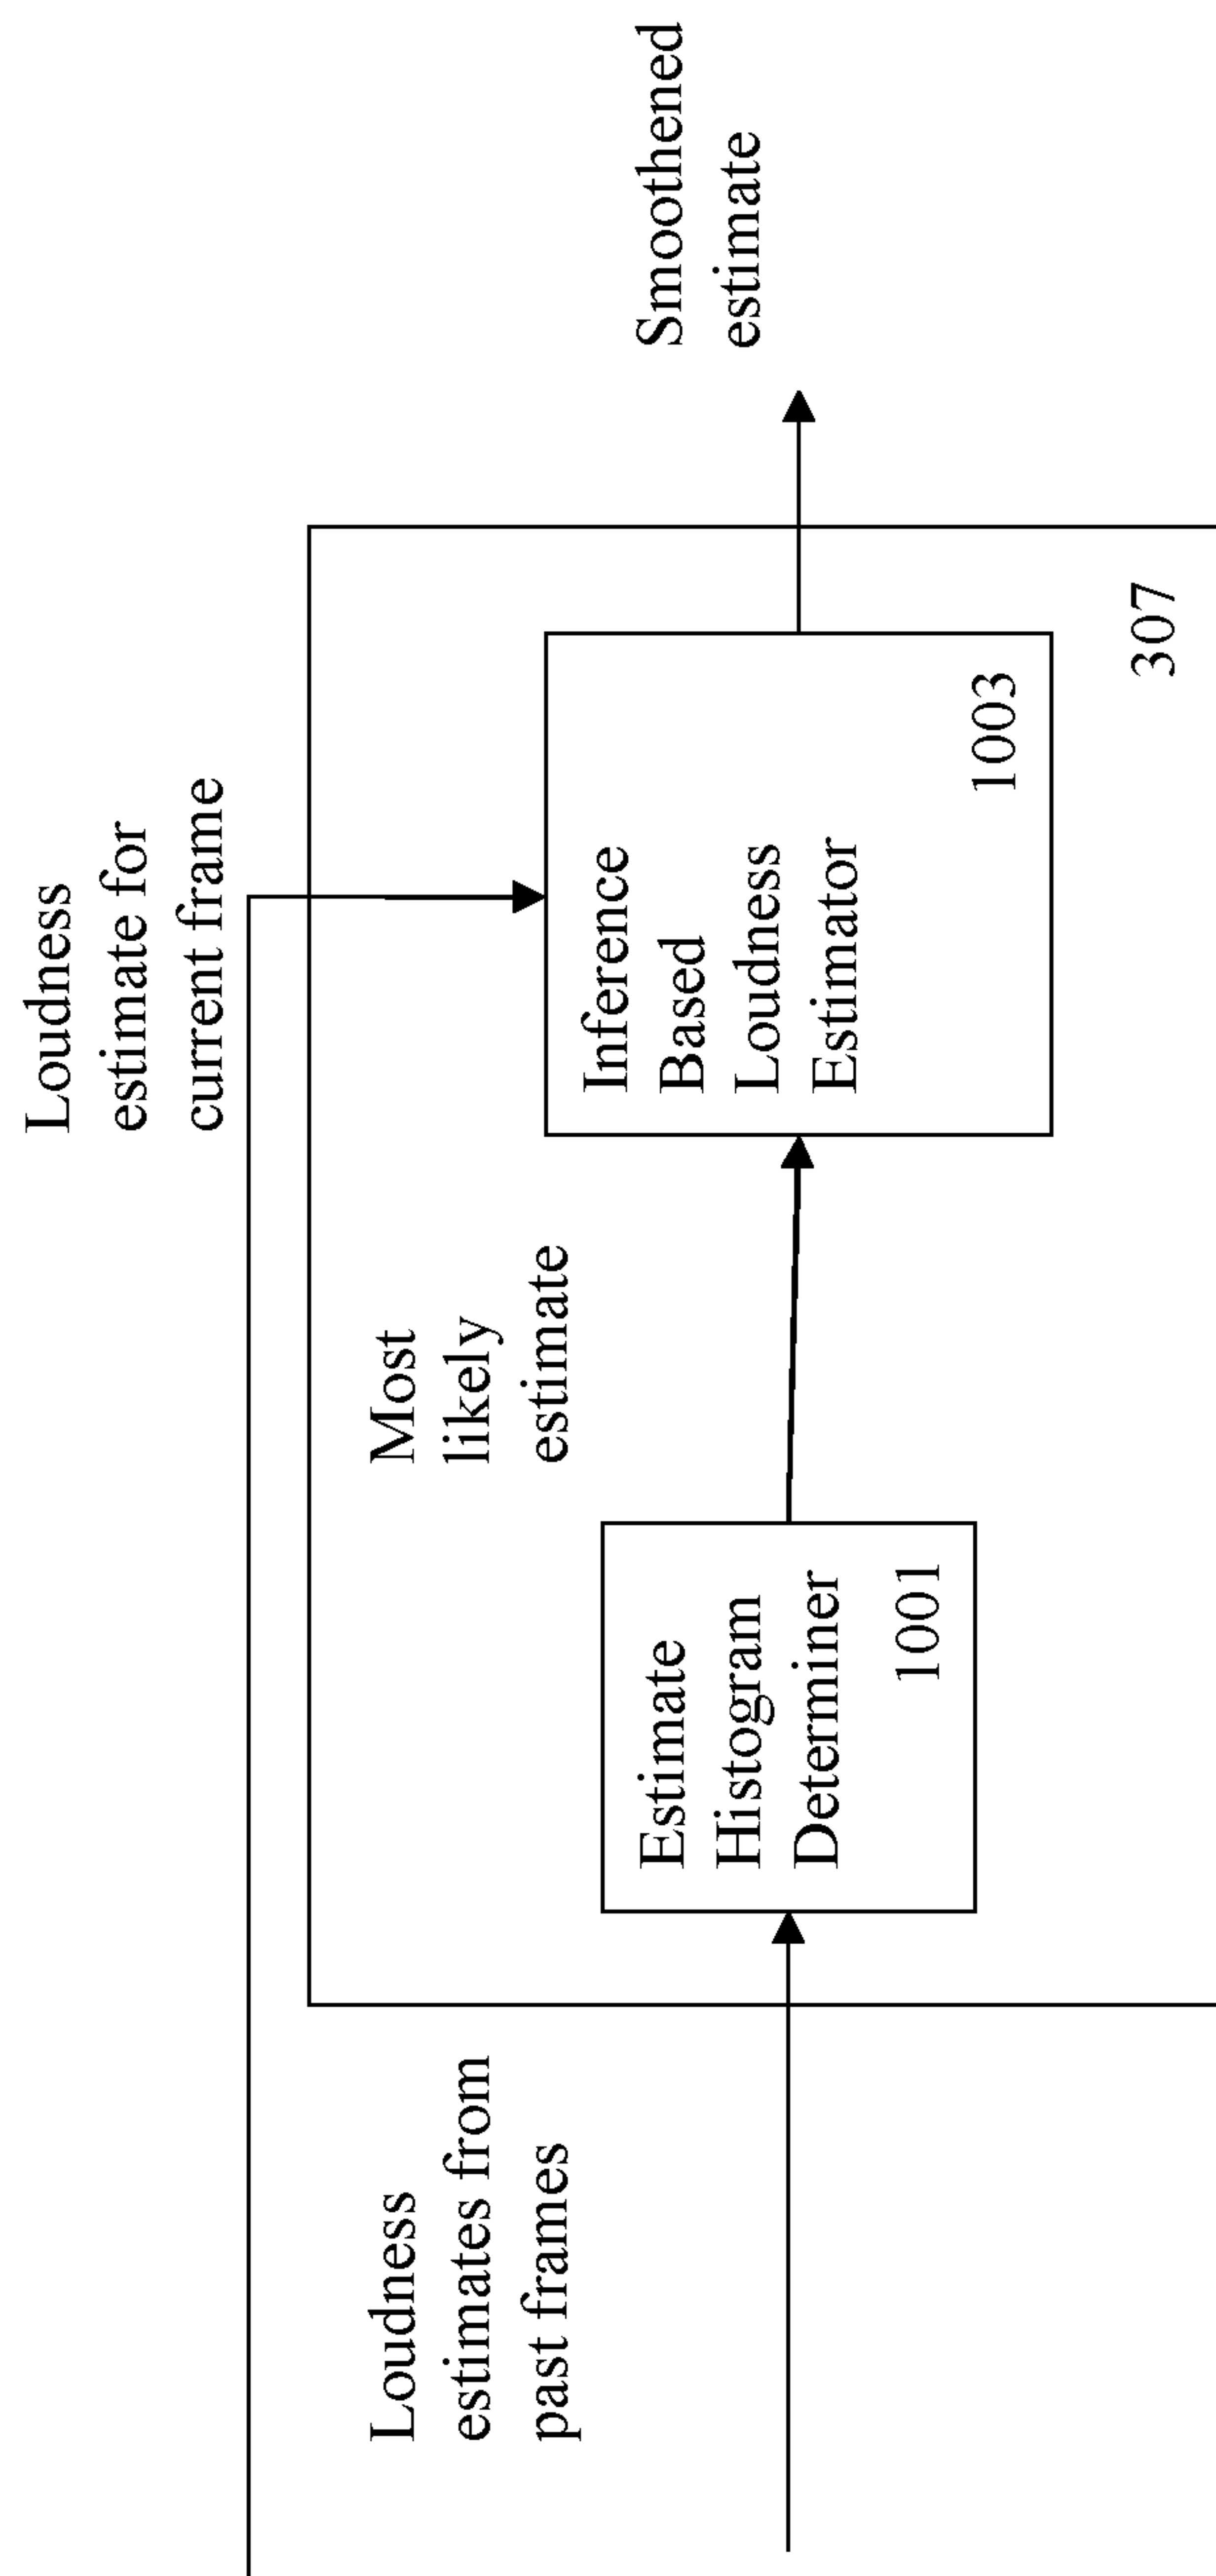 Loudness
estimate for
current frame
Loudness
estimates from
past frames
Most
likely
estimate
Smoothened
estimate
Estimate
Histogram
Determiner
1001
Inference
Based
Loudness
Estimator
1003
307